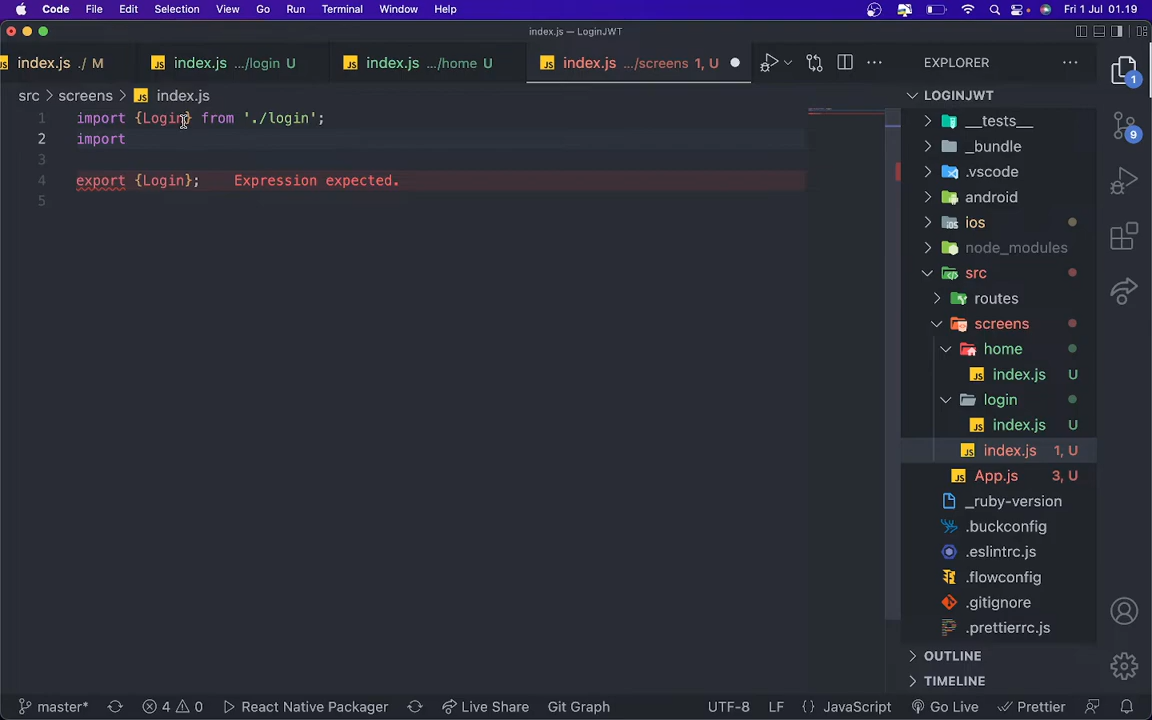 Code File Edit Selection View Go Run Terminal Window Help Fri 1 Jul 01.19
index.js — LoginJWT
index.js ./ M index.js .../login U index.js .../home U index.js .../screens 1, U
src > screens > index.js
1 import {Login} from './login';
2 import
3
4 export {Login}; Expression expected.
5
EXPLORER
LOGINJWT
__tests__
_bundle
.vscode
android
ios
node_modules
src
routes
screens
home
index.js U
login
index.js U
index.js 1, U
App.js 3, U
_ruby-version
.buckconfig
.eslintrc.js
.flowconfig
.gitignore
.prettierrc.js
OUTLINE
TIMELINE
1
9
master* 4 0 React Native Packager Live Share Git Graph UTF-8 LF {} JavaScript Go Live Prettier